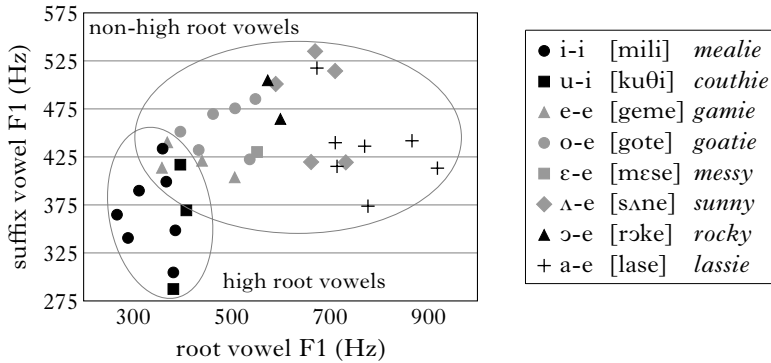 575
525
475
425
375
325
275
suffix vowel F1 (Hz)
non-high root vowels
high root vowels
300 500 700 900
root vowel F1 (Hz)
i-i [mili] mealie
u-i [kuθi] couthie
e-e [geme] gamie
o-e [gote] goatie
ɛ-e [mɛse] messy
ʌ-e [sʌne] sunny
ɔ-e [rɔke] rocky
a-e [lase] lassie